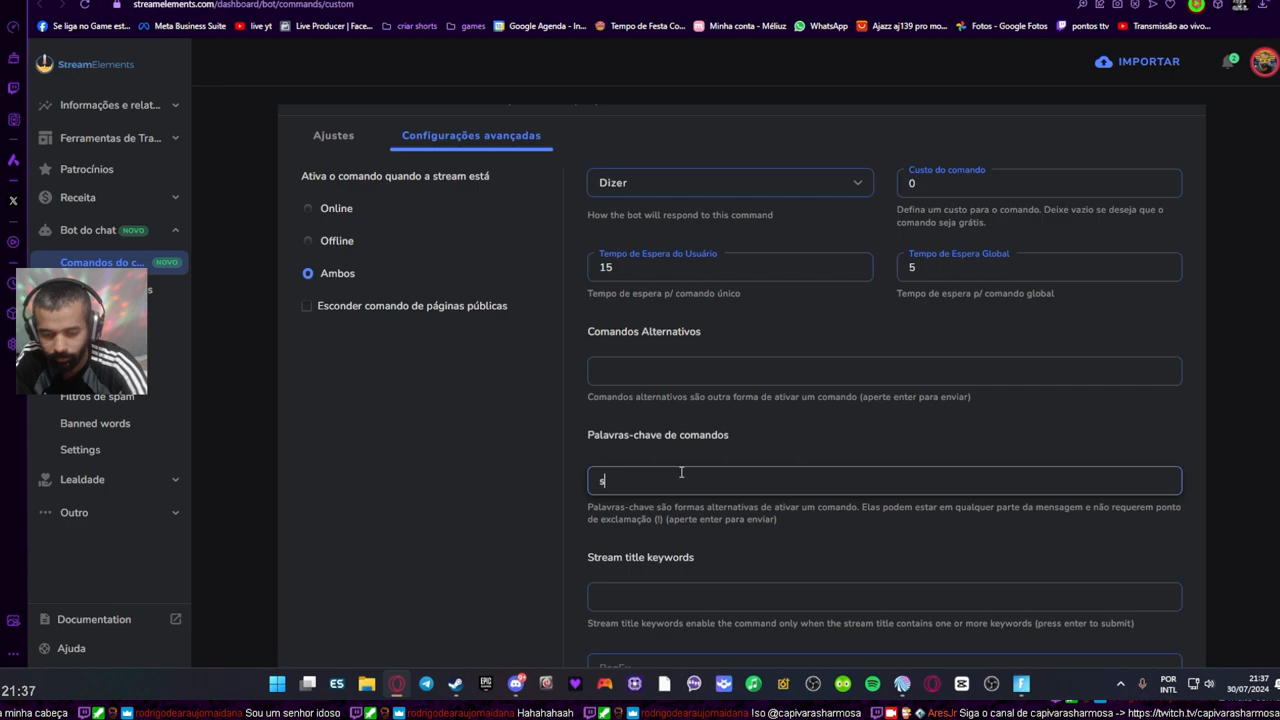 streamelements.com/dashboard/bot/commands/custom
Se liga no Game est...
Meta Business Suite
live yt
Live Producer | Face...
criar shorts
games
Google Agenda - In...
Tempo de Festa Co...
Minha conta - Méliuz
WhatsApp
Ajazz aj139 pro mo...
Fotos - Google Fotos
pontos ttv
Transmissão ao vivo...
StreamElements
IMPORTAR
2
Informações e relat...
Ferramentas de Tra...
Patrocínios
Receita
Bot do chat NOVO
Comandos do c... NOVO
Filtros de spam
Banned words
Settings
Lealdade
Outro
Documentation
Ajuda
Ajustes
Configurações avançadas
Ativa o comando quando a stream está
Online
Offline
Ambos
Esconder comando de páginas públicas
Dizer
How the bot will respond to this command
Custo do comando
0
Defina um custo para o comando. Deixe vazio se deseja que o
comando seja grátis.
Tempo de Espera do Usuário
15
Tempo de espera p/ comando único
Tempo de Espera Global
5
Tempo de espera p/ comando global
Comandos Alternativos
Comandos alternativos são outra forma de ativar um comando (aperte enter para enviar)
Palavras-chave de comandos
s
Palavras-chave são formas alternativas de ativar um comando. Elas podem estar em qualquer parte da mensagem e não requerem ponto
de exclamação (!) (aperte enter para enviar)
Stream title keywords
Stream title keywords enable the command only when the stream title contains one or more keywords (press enter to submit)
21:37
POR
INTL
21:37
30/07/2024
a minha cabeça
rodrigodearaujomaidana Sou um senhor idoso
rodrigodearaujomaidana Hahahahaah
rodrigodearaujomaidana Iso @capivarasharmosa
AresJr Siga o canal da capivarasharmosas -> https://twitch.tv/capivarasharmosa